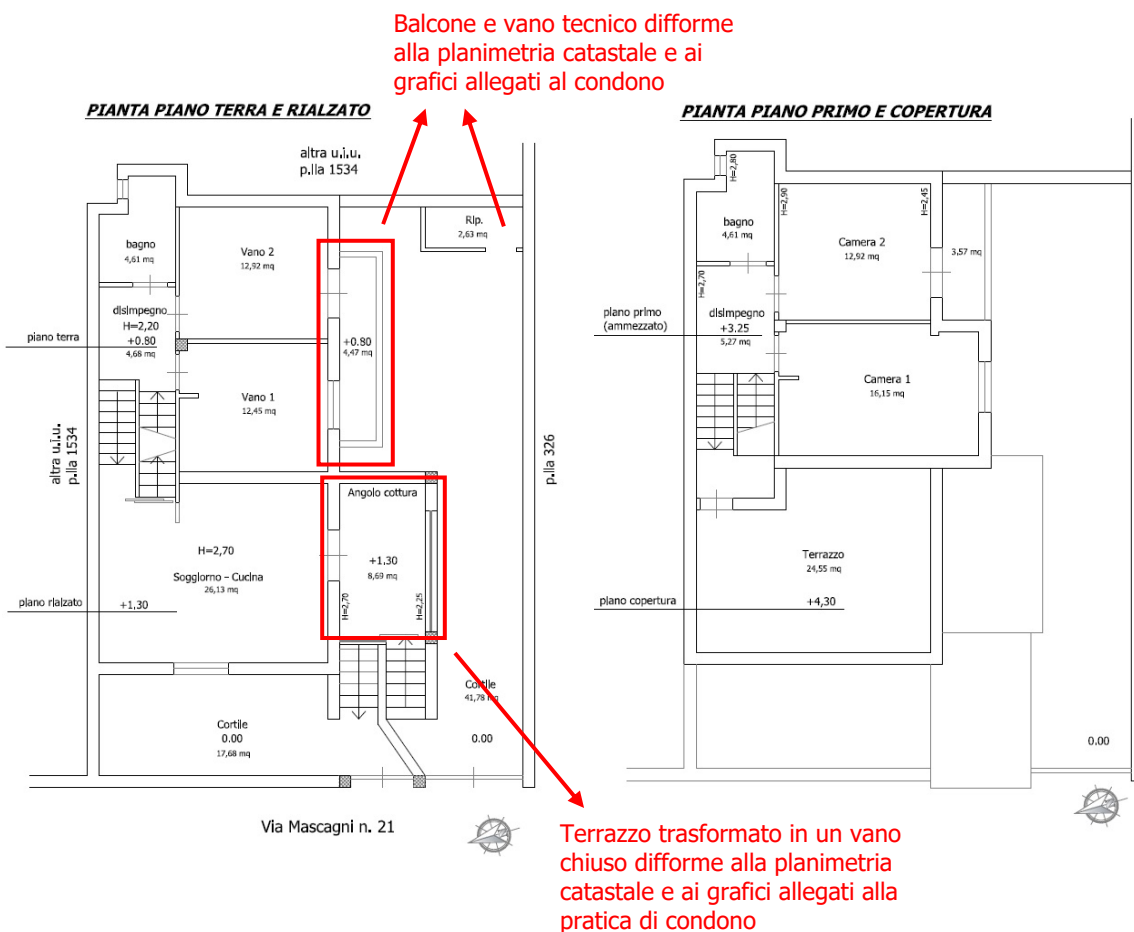 Balcone e vano tecnico difforme
alla planimetria catastale e ai
grafici allegati al condono
PIANTA PIANO TERRA E RIALZATO
altra u.i.u.
p.lla 1534
bagno
4,61 mq
Vano 2
12,92 mq
Rip.
2,63 mq
disimpegno
H=2,20
+0.80
4,68 mq
piano terra
+0.80
4,47 mq
Vano 1
12,45 mq
altra u.i.u.
p.lla 1534
p.lla 326
Angolo cottura
H=2,70
Soggiorno - Cucina
26,13 mq
+1.30
8,69 mq
H=2,70
H=2,25
piano rialzato
+1,30
Cortile
41,78 mq
0.00
Cortile
0.00
17,68 mq
Via Mascagni n. 21
PIANTA PIANO PRIMO E COPERTURA
H=2,80
H=2,90
H=2,45
bagno
4,61 mq
Camera 2
12,92 mq
3,57 mq
H=2,70
piano primo
(ammezzato)
disimpegno
+3.25
5,27 mq
Camera 1
16,15 mq
Terrazzo
24,55 mq
piano copertura
+4,30
0.00
Terrazzo trasformato in un vano
chiuso difforme alla planimetria
catastale e ai grafici allegati alla
pratica di condono